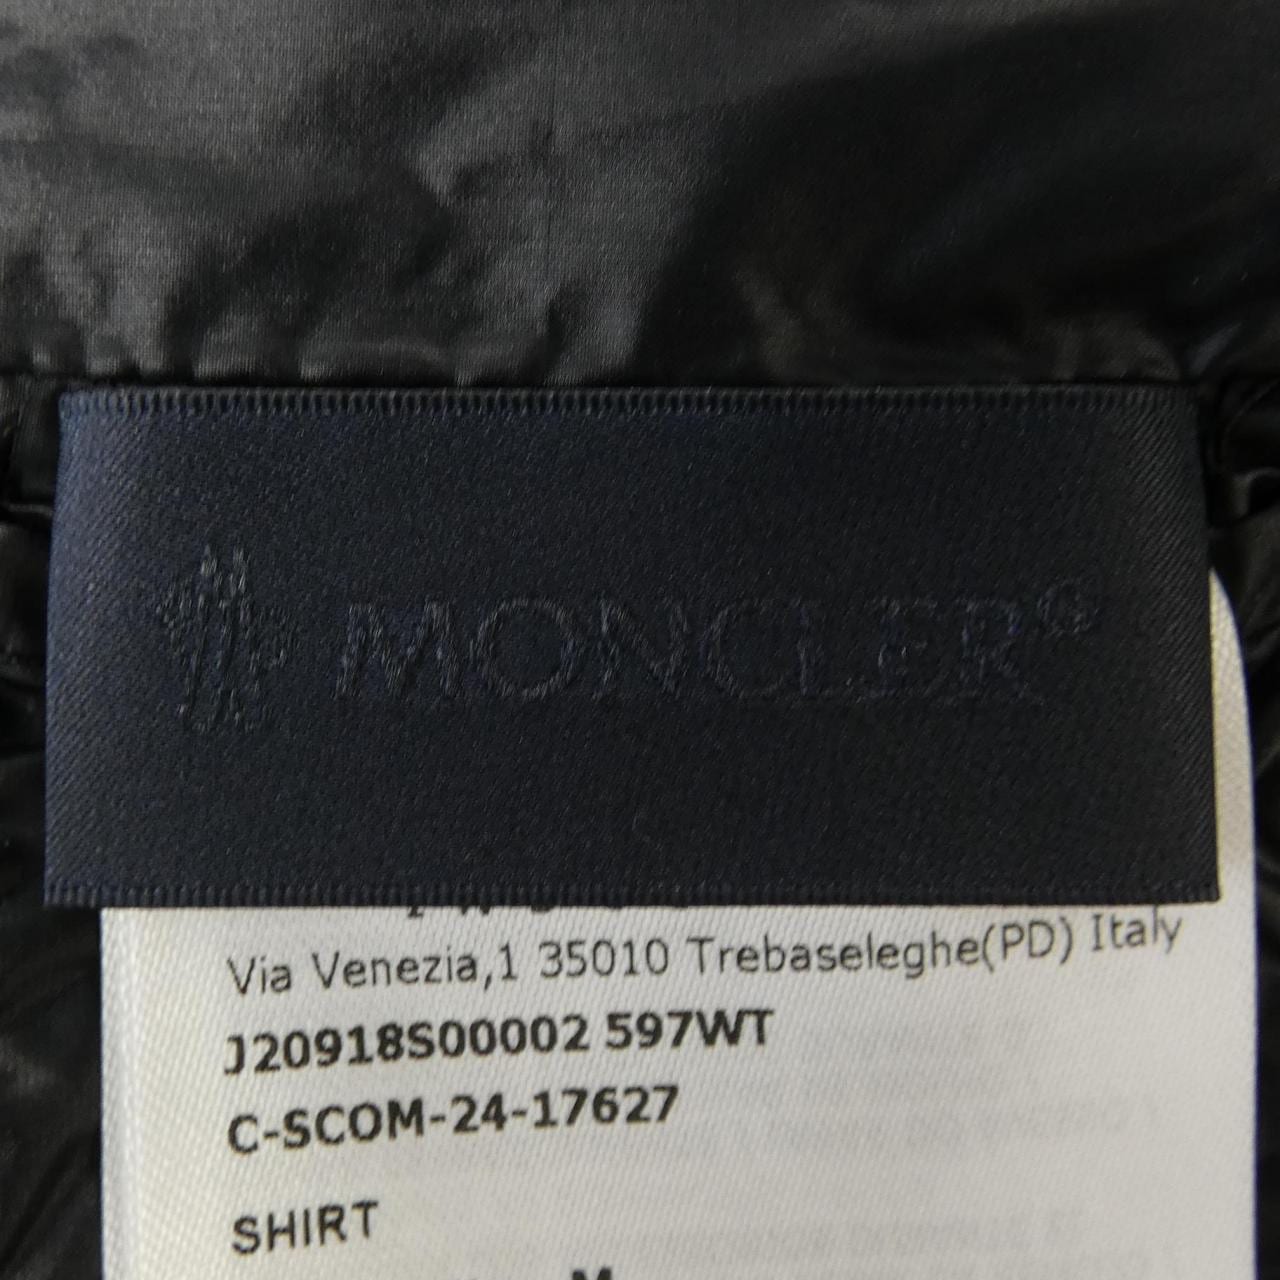 MONCLER
Via Venezia,1 35010 Trebaseleghe(PD) Italy
J20918S00002 597WT
C-SCOM-24-17627
SHIRT
M